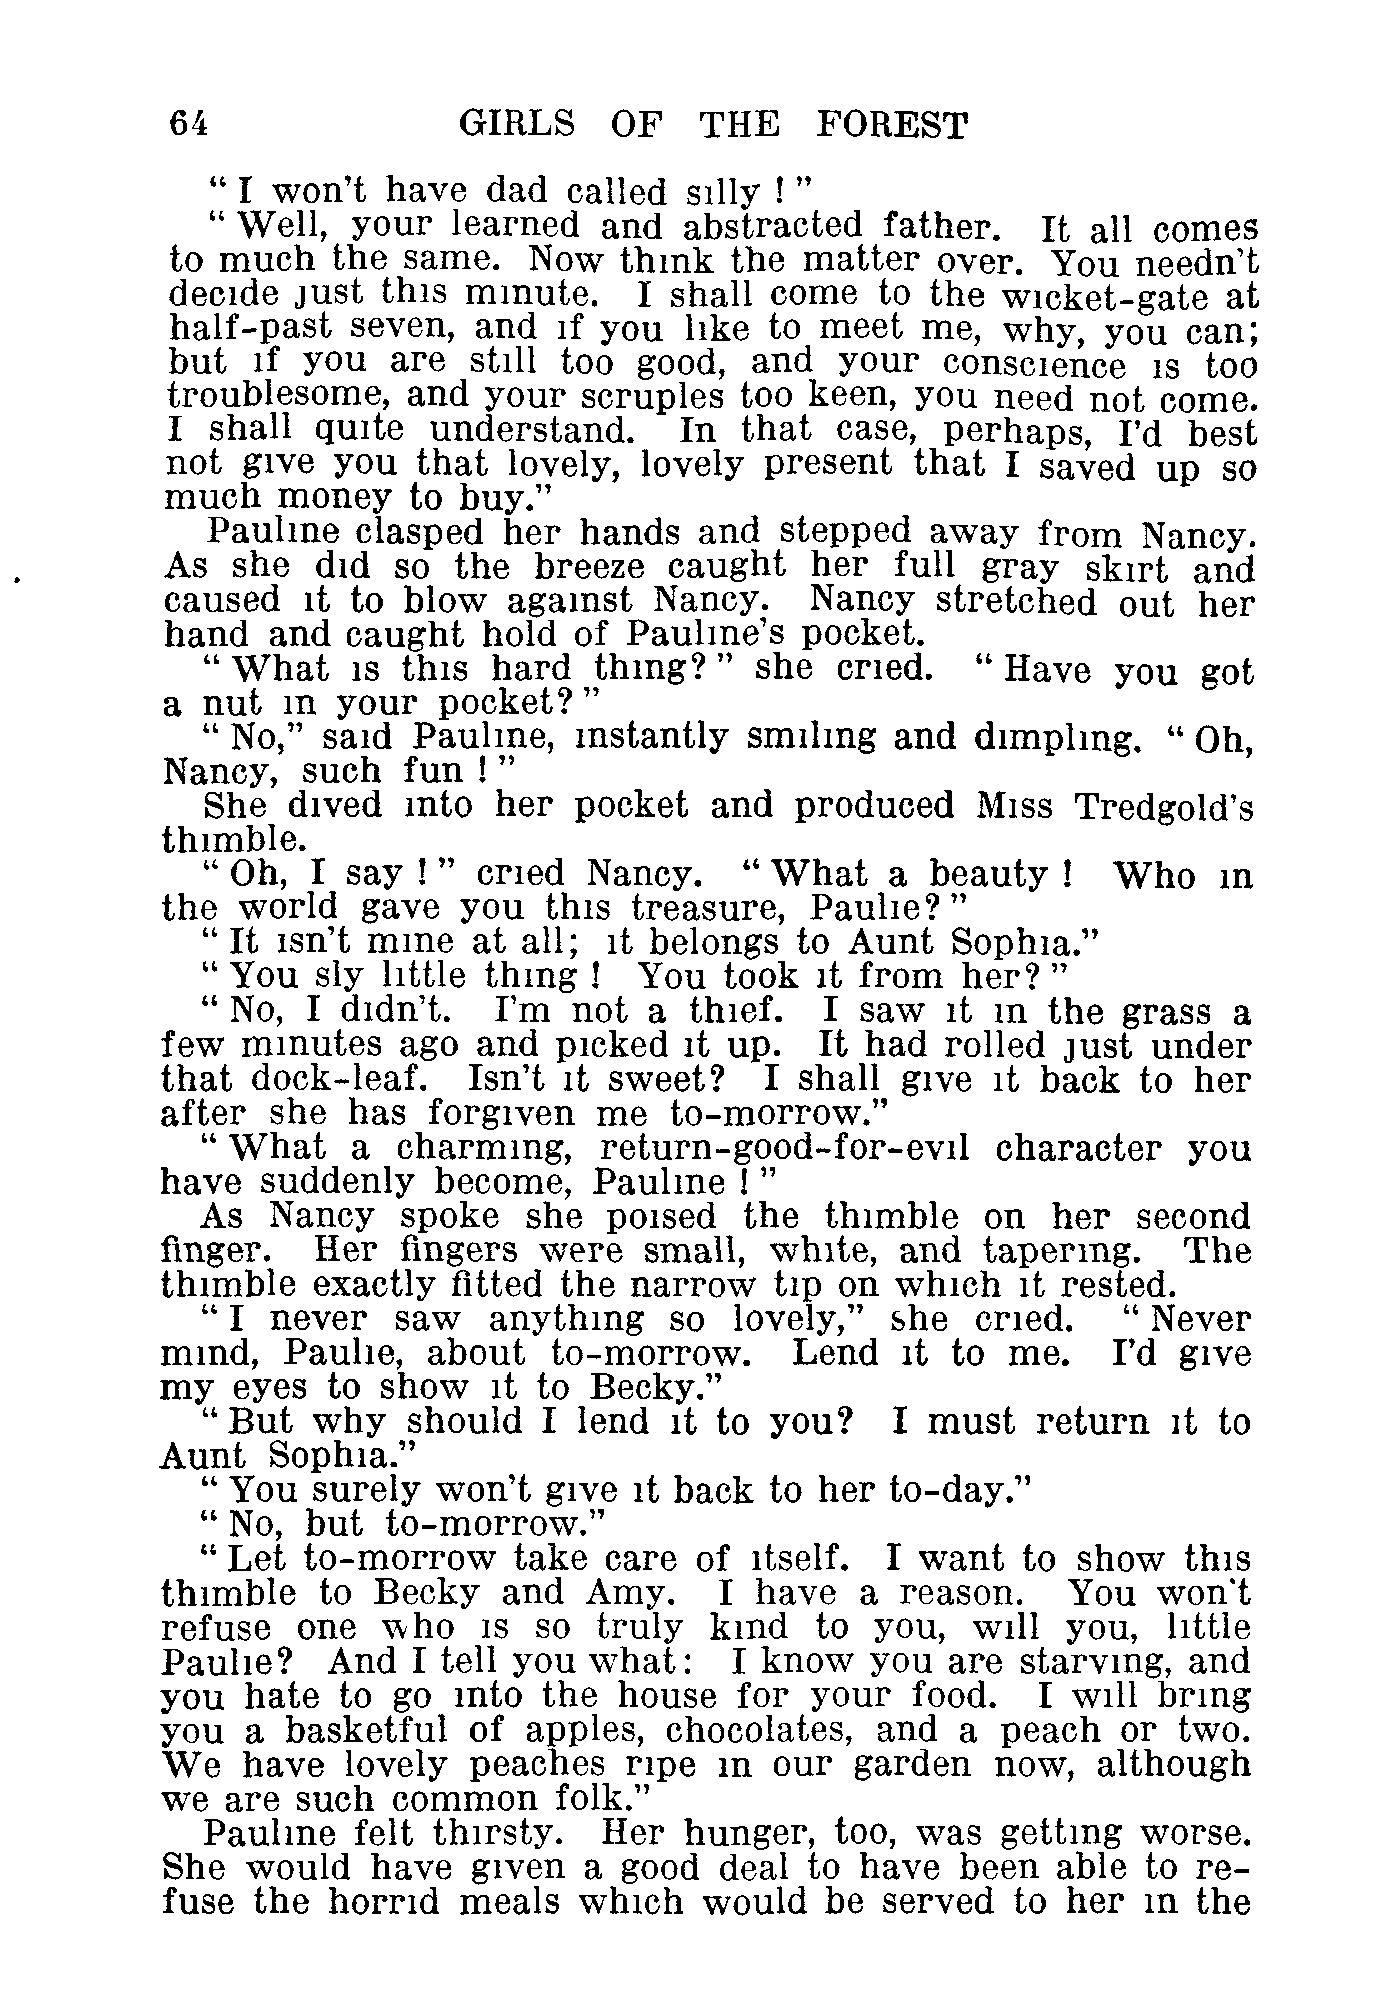 64 GIRLS OF THE FOREST
“ I won't have dad called silly ! ”
“ Well, your learned and abstracted father. It all comes
to much the same. Now think the matter over. You needn't
decide just this minute. I shall come to the wicket-gate at
half-past seven, and if you like to meet me, why, you can;
but if you are still too good, and your conscience is too
troublesome, and your scruples too keen, you need not come.
I shall quite understand. In that case, perhaps, I'd best
not give you that lovely, lovely present that I saved up so
much money to buy.”
Pauline clasped her hands and stepped away from Nancy.
As she did so the breeze caught her full gray skirt and
caused it to blow against Nancy. Nancy stretched out her
hand and caught hold of Pauline's pocket.
“ What is this hard thing? ” she cried. “ Have you got
a nut in your pocket? ”
“ No,” said Pauline, instantly smiling and dimpling. “ Oh,
Nancy, such fun ! ”
She dived into her pocket and produced Miss Tredgold's
thimble.
“ Oh, I say ! ” cried Nancy. “ What a beauty ! Who in
the world gave you this treasure, Paulie? ”
“ It isn't mine at all; it belongs to Aunt Sophia.”
“ You sly little thing ! You took it from her? ”
“ No, I didn't. I'm not a thief. I saw it in the grass a
few minutes ago and picked it up. It had rolled just under
that dock-leaf. Isn't it sweet? I shall give it back to her
after she has forgiven me to-morrow.”
“ What a charming, return-good-for-evil character you
have suddenly become, Pauline ! ”
As Nancy spoke she poised the thimble on her second
finger. Her fingers were small, white, and tapering. The
thimble exactly fitted the narrow tip on which it rested.
“ I never saw anything so lovely,” she cried. “ Never
mind, Paulie, about to-morrow. Lend it to me. I'd give
my eyes to show it to Becky.”
“ But why should I lend it to you? I must return it to
Aunt Sophia.”
“ You surely won't give it back to her to-day.”
“ No, but to-morrow.”
“ Let to-morrow take care of itself. I want to show this
thimble to Becky and Amy. I have a reason. You won't
refuse one who is so truly kind to you, will you, little
Paulie? And I tell you what: I know you are starving, and
you hate to go into the house for your food. I will bring
you a basketful of apples, chocolates, and a peach or two.
We have lovely peaches ripe in our garden now, although
we are such common folk.”
Pauline felt thirsty. Her hunger, too, was getting worse.
She would have given a good deal to have been able to re-
fuse the horrid meals which would be served to her in the